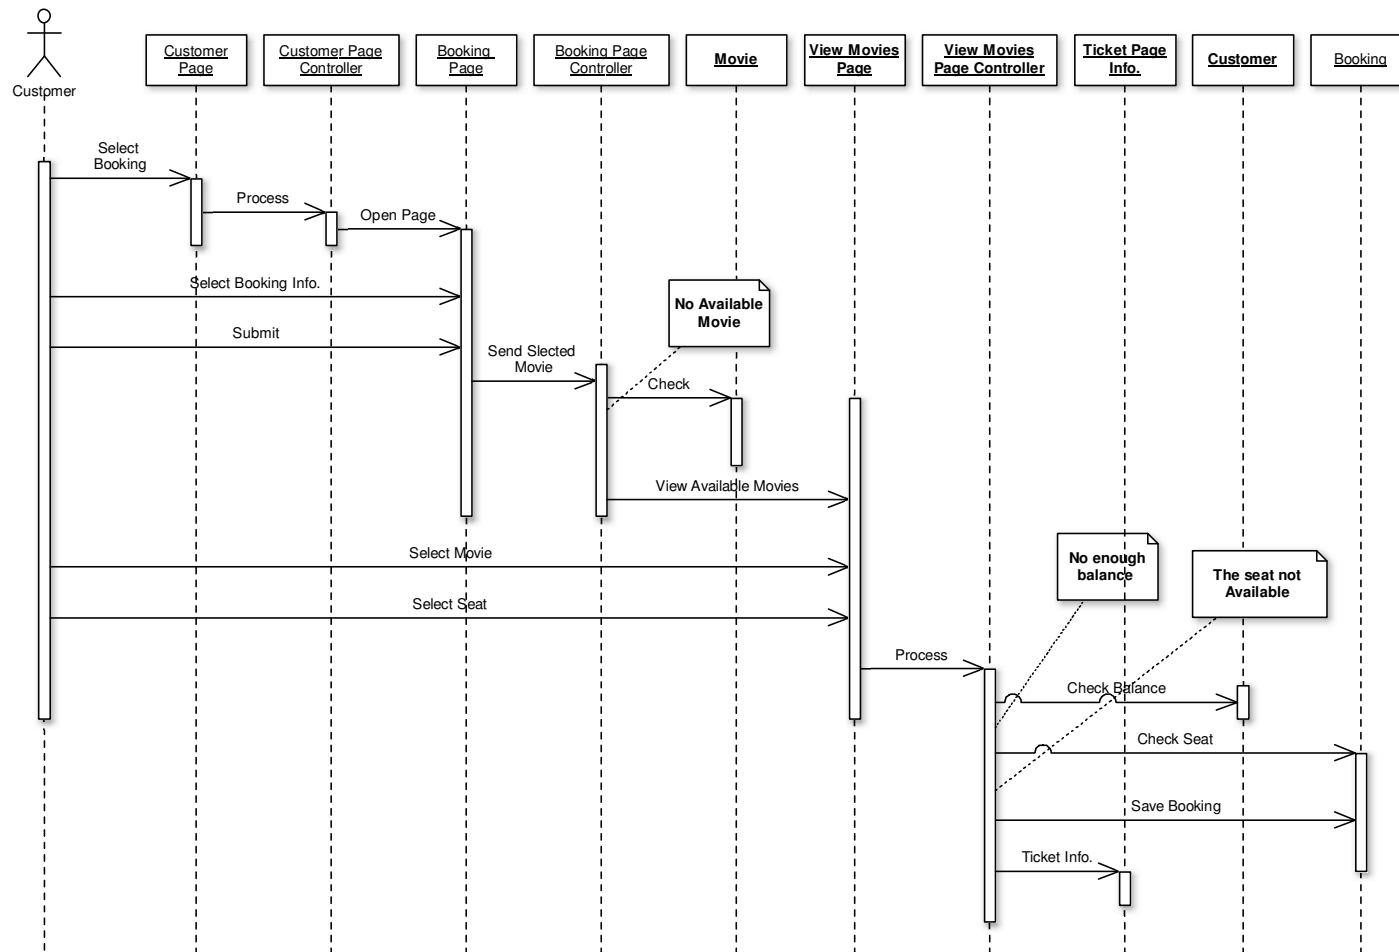 Customer
Customer
Page
Customer Page
Controller
Booking
Page
Booking Page
Controller
Movie
View Movies
Page
View Movies
Page Controller
Ticket Page
Info.
Customer
Booking
Select
Booking
Process
Open Page
Select Booking Info.
No Available
Movie
Submit
Send Slected
Movie
Check
View Available Movies
Select Movie
No enough
balance
The seat not
Available
Select Seat
Process
Check Balance
Check Seat
Save Booking
Ticket Info.